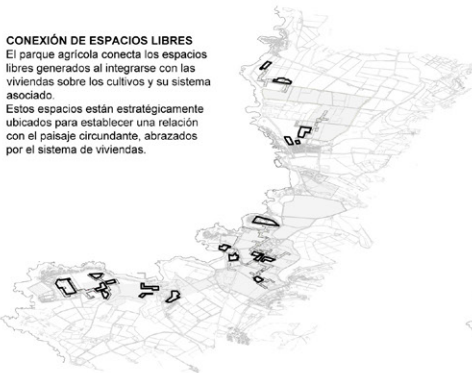 CONEXIÓN DE ESPACIOS LIBRES
El parque agrícola conecta los espacios
libres generados al integrarse con las
viviendas sobre los cultivos y su sistema
asociado.
Estos espacios están estratégicamente
ubicados para establecer una relación
con el paisaje circundante, abrazados
por el sistema de viviendas.